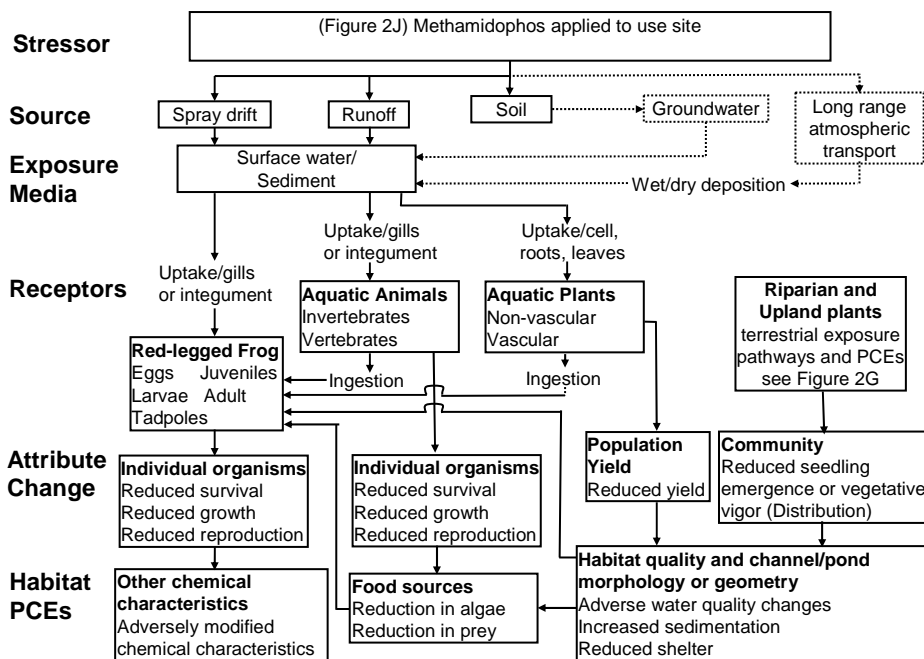 Stressor
(Figure 2J) Methamidophos applied to use site
Source
Spray drift
Runoff
Soil
Groundwater
Long range
atmospheric
transport
Exposure
Media
Surface water/
Sediment
Wet/dry deposition
Uptake/gills
or integument
Uptake/gills
or integument
Uptake/cell,
roots, leaves
Receptors
Aquatic Animals
Invertebrates
Vertebrates
Aquatic Plants
Non-vascular
Vascular
Riparian and
Upland plants
terrestrial exposure
pathways and PCEs
see Figure 2G
Red-legged Frog
Eggs Juveniles
Larvae Adult
Tadpoles
Ingestion
Ingestion
Attribute
Change
Individual organisms
Reduced survival
Reduced growth
Reduced reproduction
Individual organisms
Reduced survival
Reduced growth
Reduced reproduction
Population
Yield
Reduced yield
Community
Reduced seedling
emergence or vegetative
vigor (Distribution)
Habitat
PCEs
Other chemical
characteristics
Adversely modified
chemical characteristics
Food sources
Reduction in algae
Reduction in prey
Habitat quality and channel/pond
morphology or geometry
Adverse water quality changes
Increased sedimentation
Reduced shelter